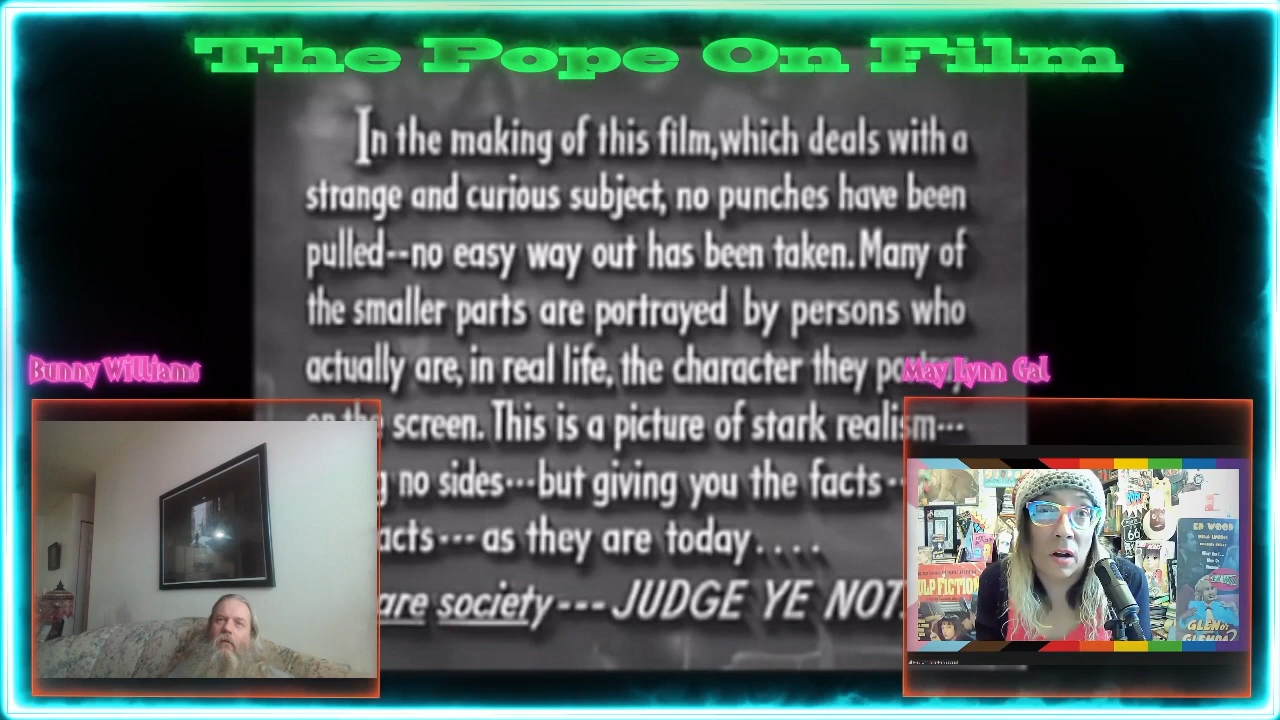 The Pope On Film
In the making of this film,which deals with a
strange and curious subject, no punches have been
pulled--no easy way out has been taken. Many of
the smaller parts are portrayed by persons who
actually are, in real life, the character they
screen. This is a picture of stark realism---
no sides---but giving you the facts--
as they are today....
are society---JUDGE YE NOT
Bunny Williams
May Lynn Gal
ED WOOD
PULP FICTION
66
GLEN OR
GLENDA?